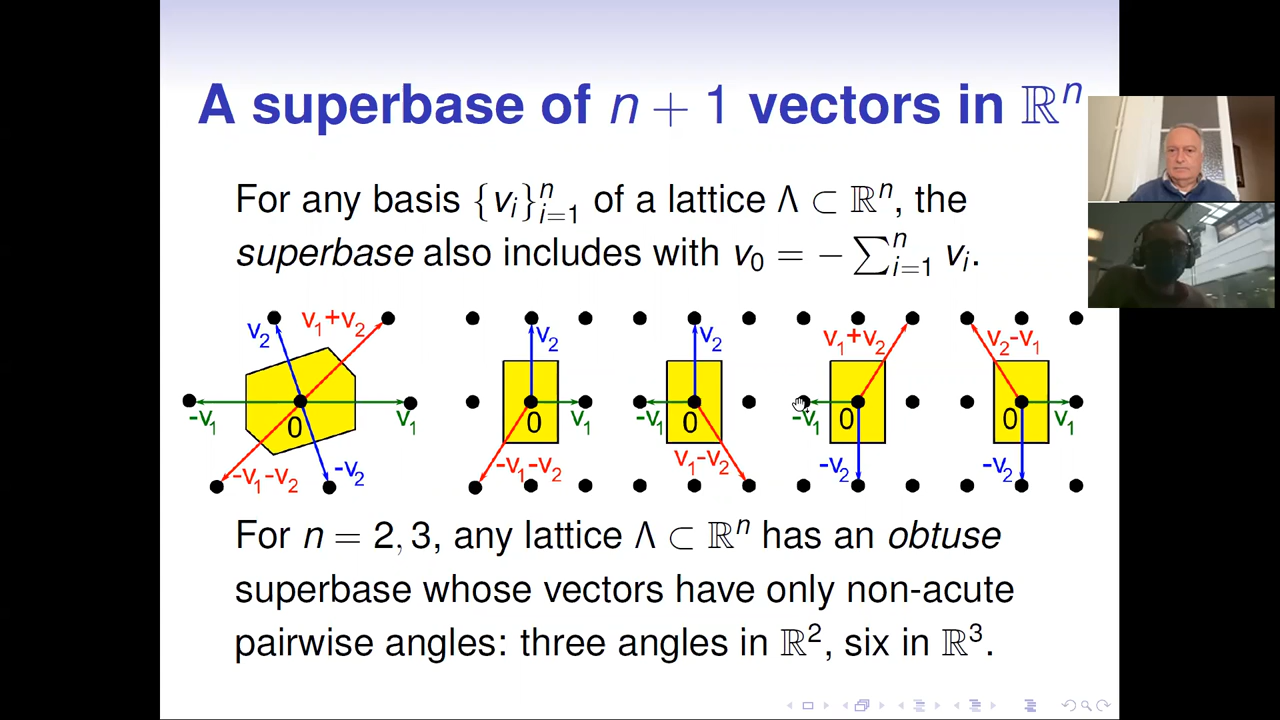 A superbase of n + 1 vectors in ℝⁿ
For any basis {vᵢ}ⁿᵢ₌₁ of a lattice Λ ⊂ ℝⁿ, the
superbase also includes with v₀ = − ∑ⁿᵢ₌₁ vᵢ.
v₂ v₁+v₂
-v₁ 0 v₁
-v₁-v₂ -v₂
v₂
0 v₁
-v₁-v₂
v₂
-v₁ 0
v₁-v₂
v₁+v₂
-v₁ 0
-v₂
v₂-v₁
0 v₁
-v₂
For n = 2, 3, any lattice Λ ⊂ ℝⁿ has an obtuse
superbase whose vectors have only non-acute
pairwise angles: three angles in ℝ², six in ℝ³.